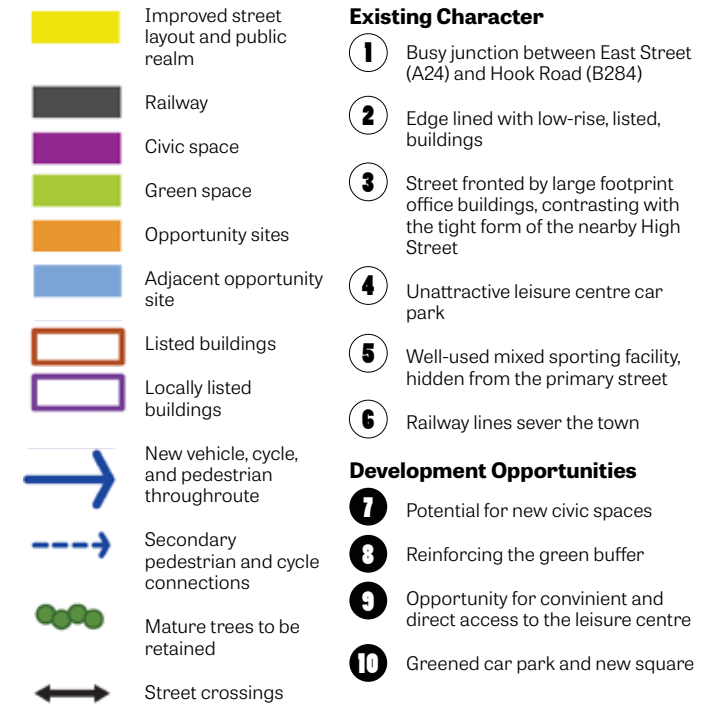 Improved street
layout and public
realm
Railway
Civic space
Green space
Opportunity sites
Adjacent opportunity
site
Listed buildings
Locally listed
buildings
New vehicle, cycle,
and pedestrian
throughroute
Secondary
pedestrian and cycle
connections
Mature trees to be
retained
Street crossings
Existing Character
1 Busy junction between East Street
(A24) and Hook Road (B284)
2 Edge lined with low-rise, listed,
buildings
3 Street fronted by large footprint
office buildings, contrasting with
the tight form of the nearby High
Street
4 Unattractive leisure centre car
park
5 Well-used mixed sporting facility,
hidden from the primary street
6 Railway lines sever the town
Development Opportunities
7 Potential for new civic spaces
8 Reinforcing the green buffer
9 Opportunity for convinient and
direct access to the leisure centre
10 Greened car park and new square